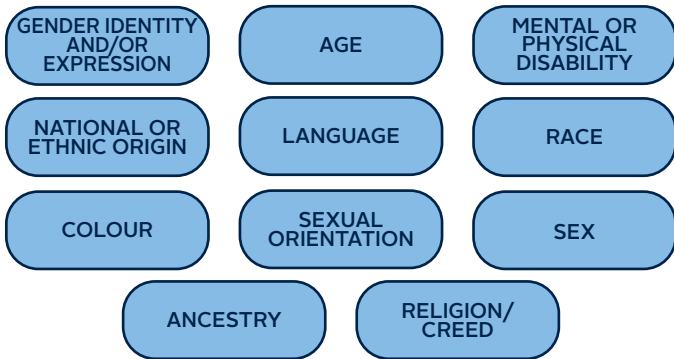 GENDER IDENTITY
AND/OR
EXPRESSION
AGE
MENTAL OR
PHYSICAL
DISABILITY
NATIONAL OR
ETHNIC ORIGIN
LANGUAGE
RACE
COLOUR
SEXUAL
ORIENTATION
SEX
ANCESTRY
RELIGION/
CREED